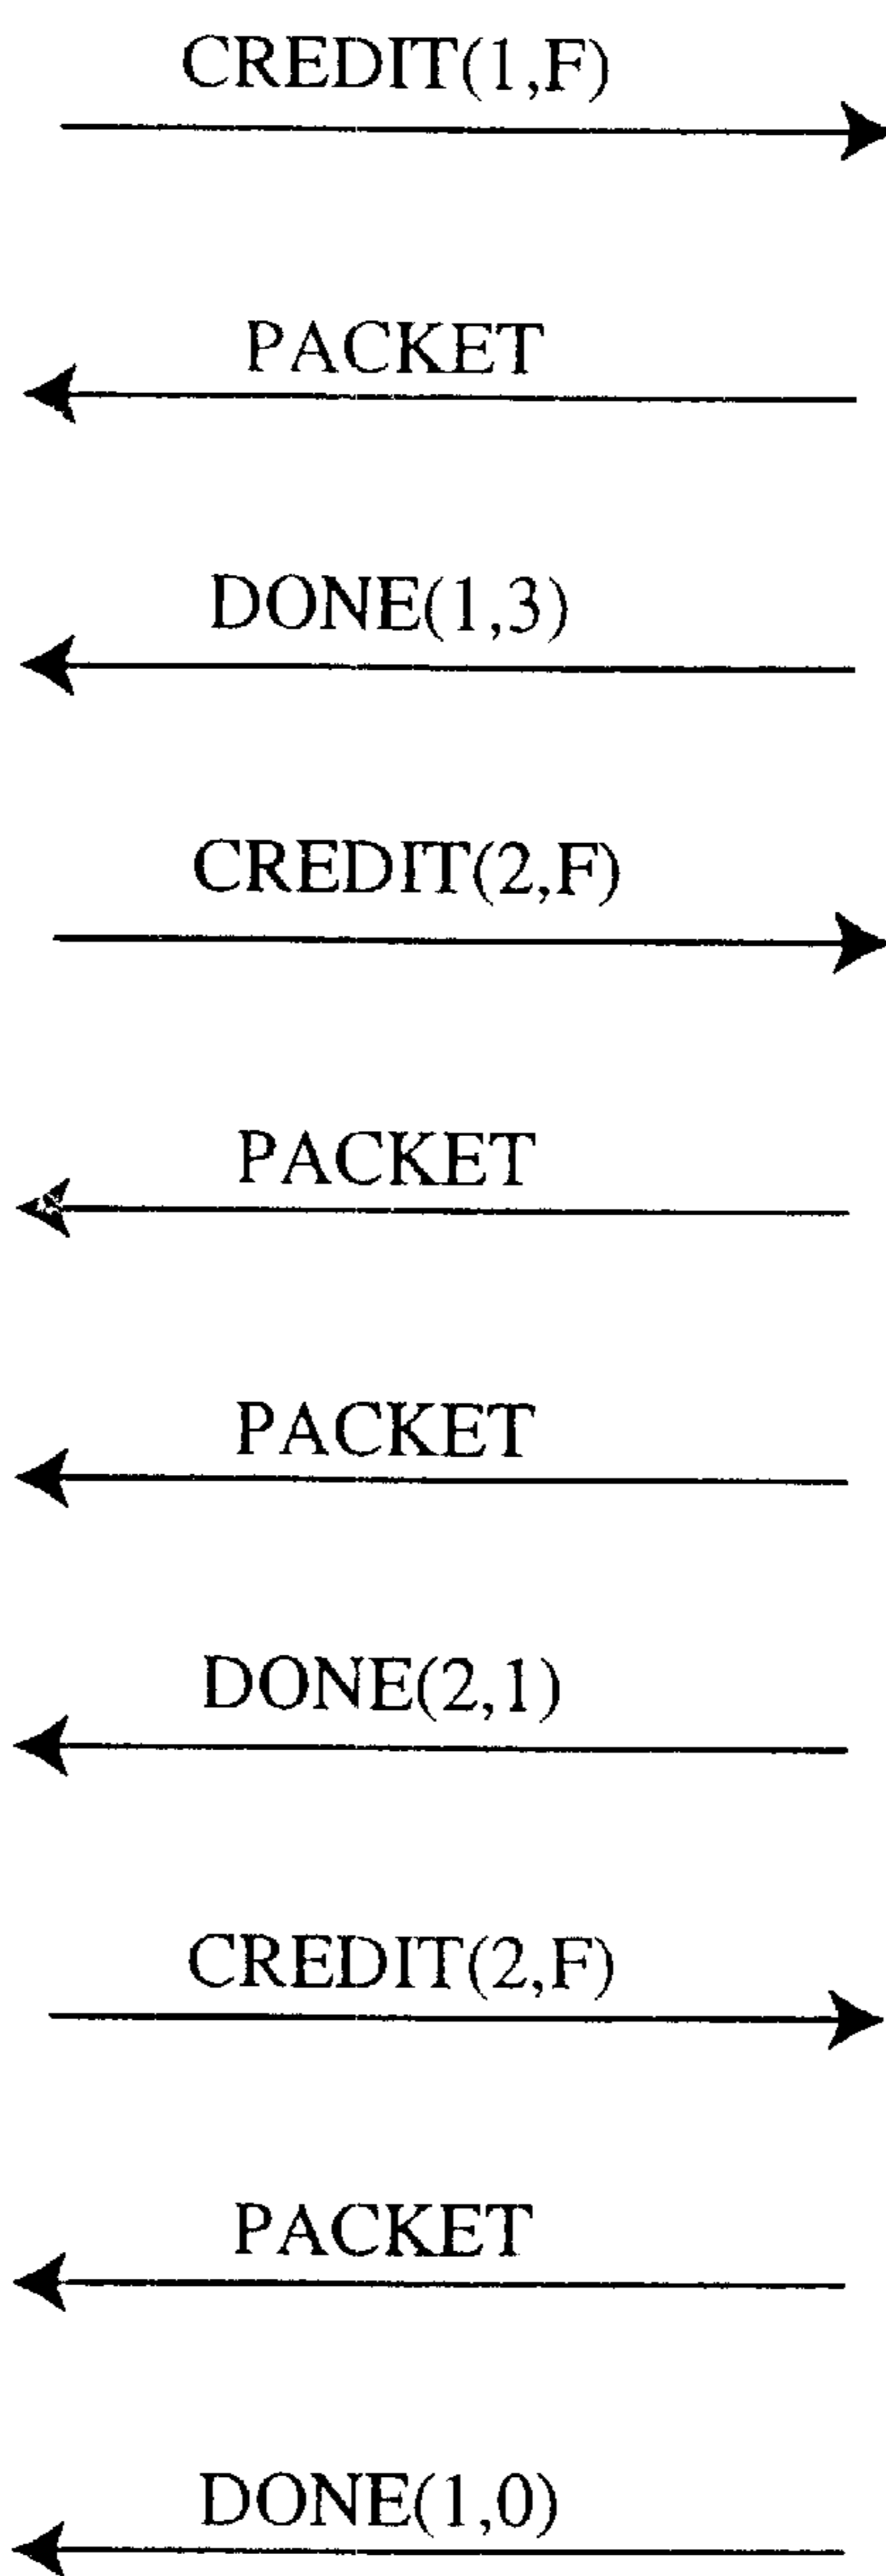 CREDIT(1,F)
PACKET
DONE(1,3)
CREDIT(2,F)
PACKET
PACKET
DONE(2,1)
CREDIT(2,F)
PACKET
DONE(1,0)